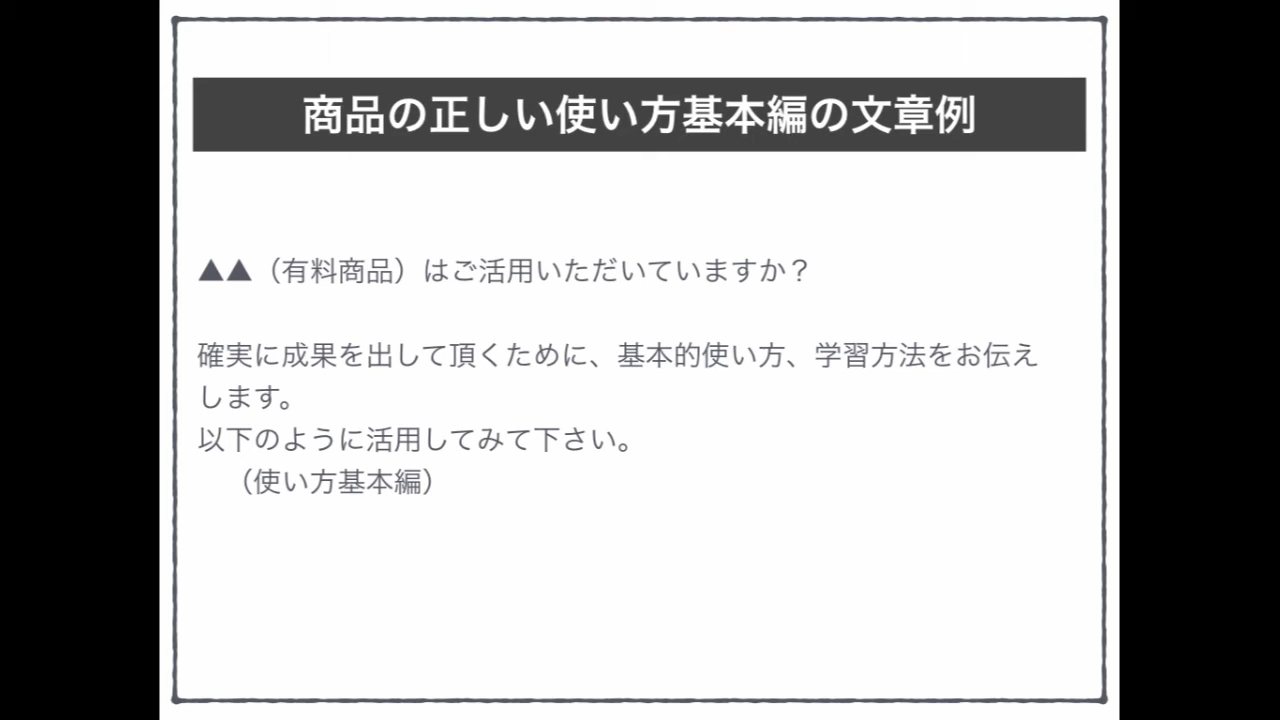 商品の正しい使い方基本編の文章例
▲▲（有料商品）はご活用いただいていますか？
確実に成果を出して頂くために、基本的使い方、学習方法をお伝え
します。
以下のように活用してみて下さい。
（使い方基本編）